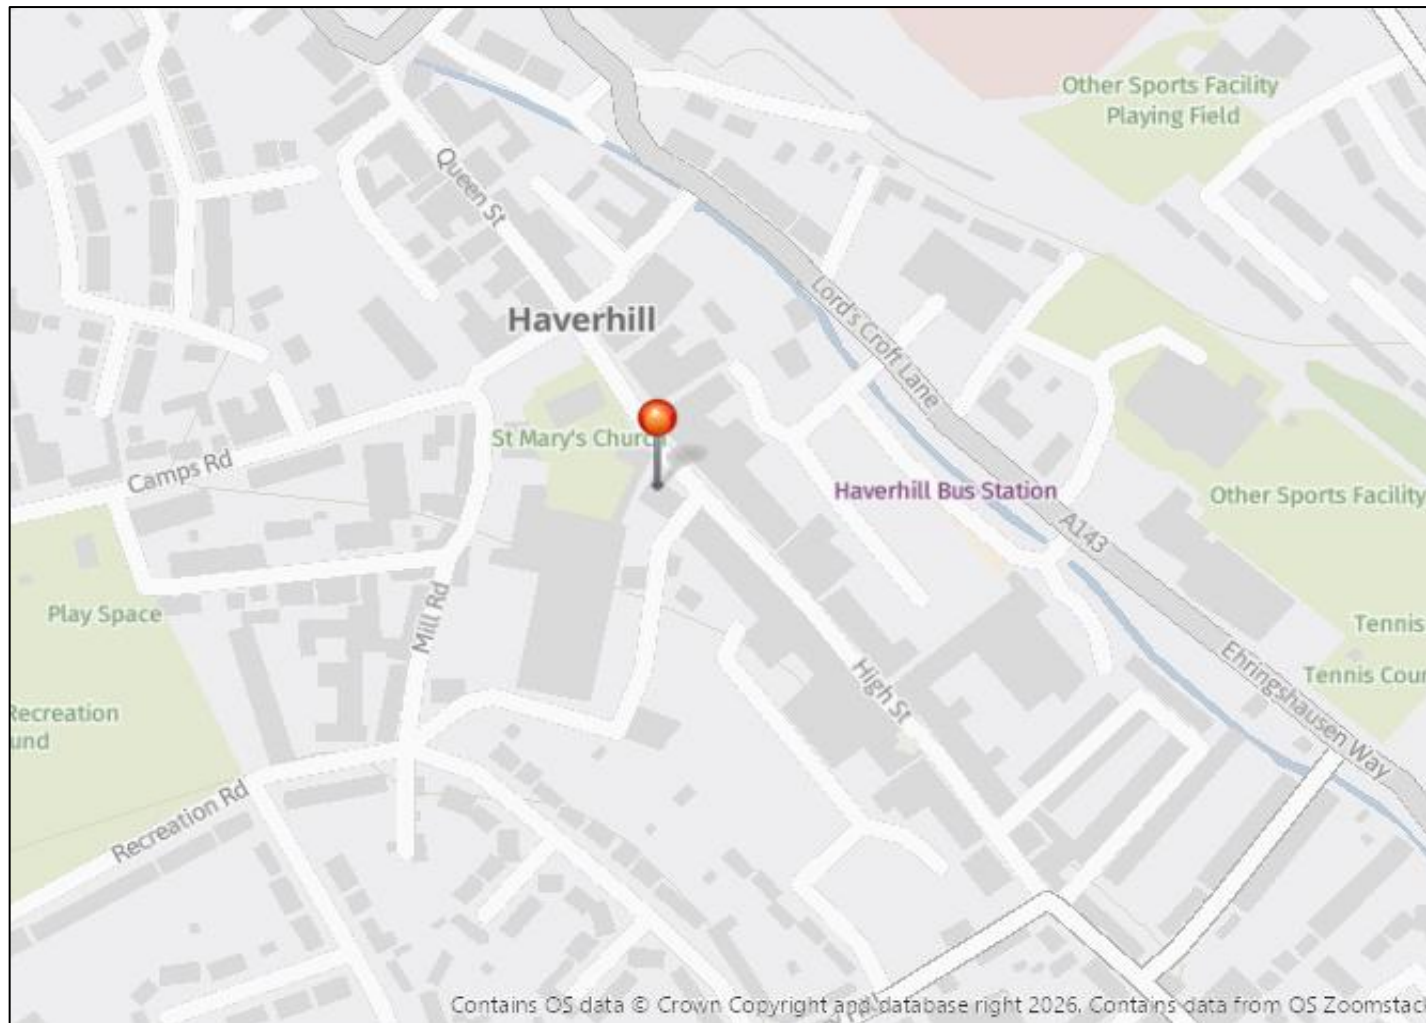 Other Sports Facility
Playing Field
Queen St
Haverhill
Lord's Croft Lane
St Mary's Church
Camps Rd
Haverhill Bus Station
Other Sports Facility
A143
Play Space
Mill Rd
Tennis
Ehringshausen Way
Tennis Cour
High St
Recreation
und
Recreation Rd
Contains OS data © Crown Copyright and database right 2026, Contains data from OS Zoomstac